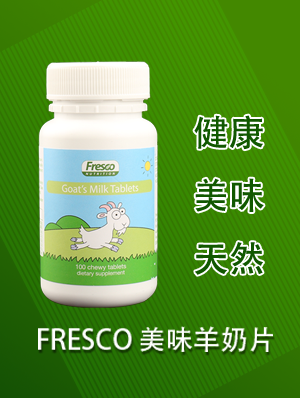 Fresco
NUTRITION
Goat's Milk Tablets
100 chewy tablets
dietary supplement
健康
美味
天然
FRESCO 美味羊奶片